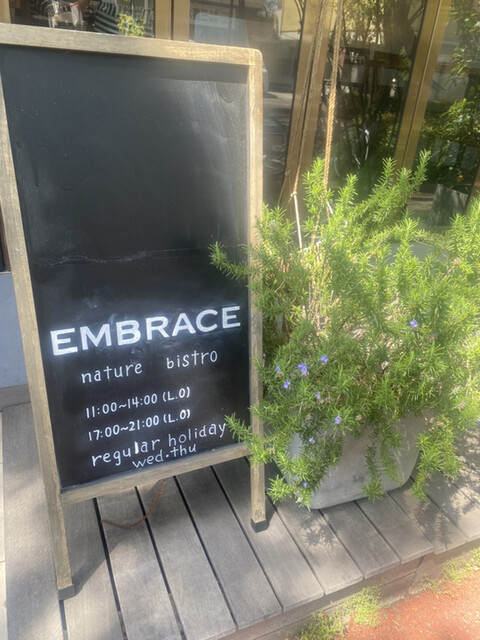 EMBRACE
nature bistro
11:00~14:00 (L.O)
17:00~21:00 (L.O)
regular holiday
wed・thu